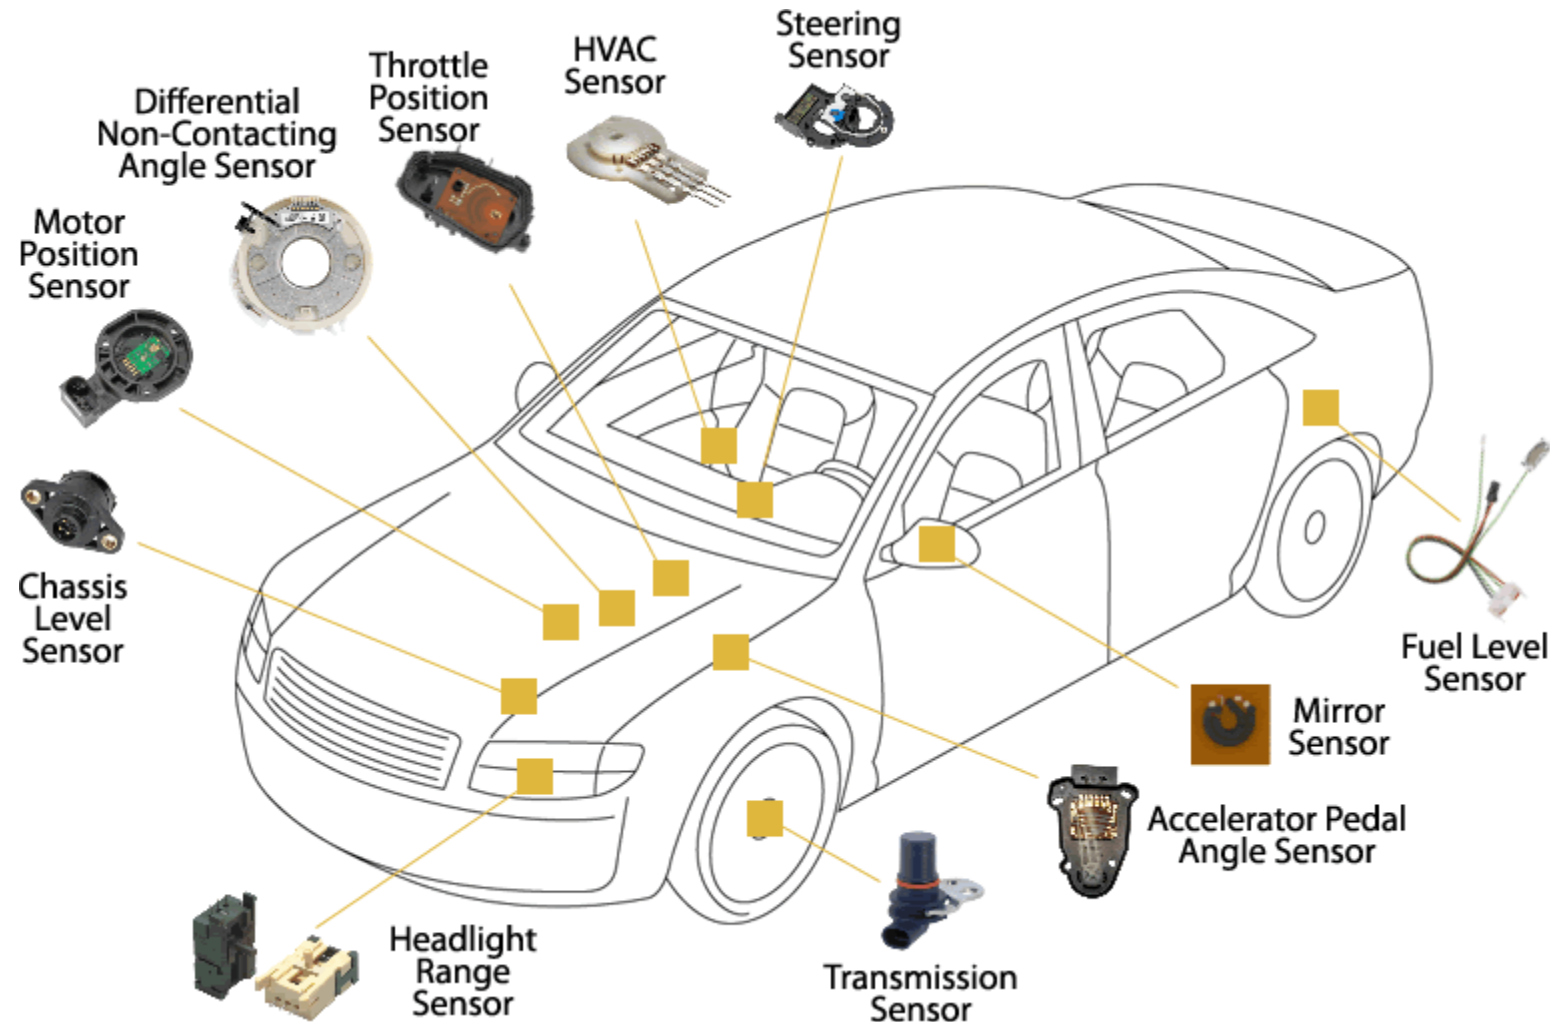 Steering
Sensor
HVAC
Sensor
Throttle
Position
Sensor
Differential
Non-Contacting
Angle Sensor
Motor
Position
Sensor
Chassis
Level
Sensor
Fuel Level
Sensor
Mirror
Sensor
Accelerator Pedal
Angle Sensor
Headlight
Range
Sensor
Transmission
Sensor